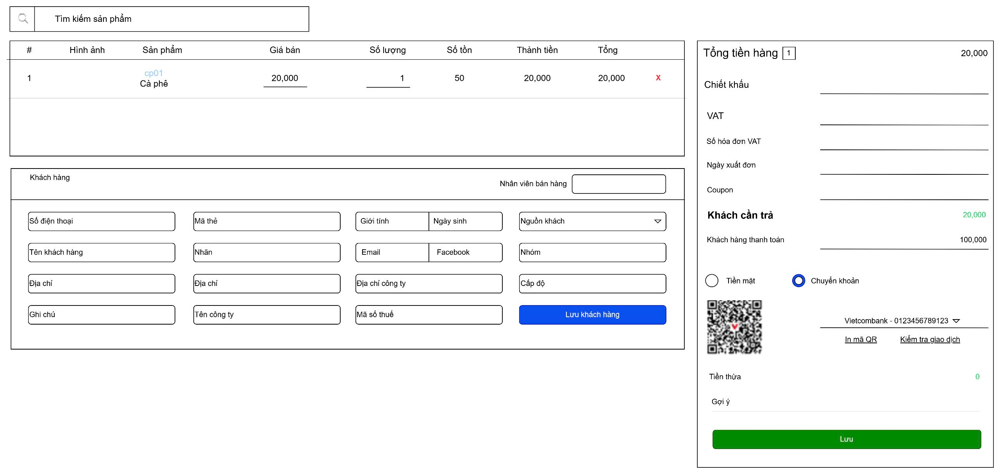 Tìm kiếm sản phẩm
# Hình ảnh Sản phẩm Giá bán Số lượng Số tồn Thành tiền Tổng
cp01
1 Cà phê 20,000 1 50 20,000 20,000 X
Khách hàng
Nhân viên bán hàng
Số điện thoại Mã thẻ Giới tính Ngày sinh Nguồn khách
Tên khách hàng Nhãn Email Facebook Nhóm
Địa chỉ Địa chỉ Địa chỉ công ty Cấp độ
Ghi chú Tên công ty Mã số thuế Lưu khách hàng
Tổng tiền hàng 1 20,000
Chiết khấu
VAT
Số hóa đơn VAT
Ngày xuất đơn
Coupon
Khách cần trả 20,000
Khách hàng thanh toán 100,000
Tiền mặt Chuyển khoản
Vietcombank - 0123456789123
In mã QR Kiểm tra giao dịch
Tiền thừa 0
Gợi ý
Lưu